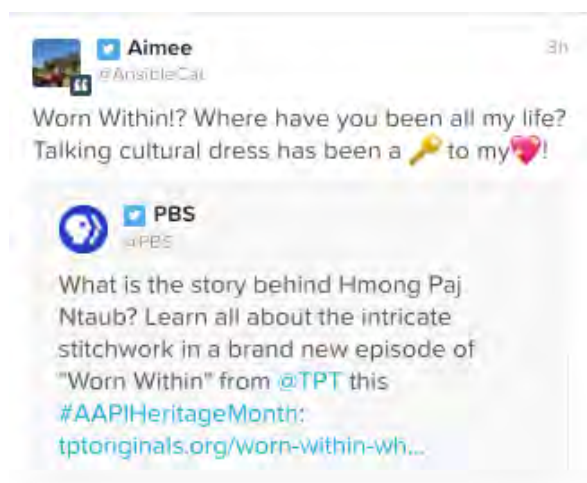 Aimee
3h
@AnsibleCat
Worn Within!? Where have you been all my life?
Talking cultural dress has been a 🔑 to my💖!
PBS
@PBS
What is the story behind Hmong Paj
Ntaub? Learn all about the intricate
stitchwork in a brand new episode of
"Worn Within" from @TPT this
#AAPIHeritageMonth:
tptoriginals.org/worn-within-wh...